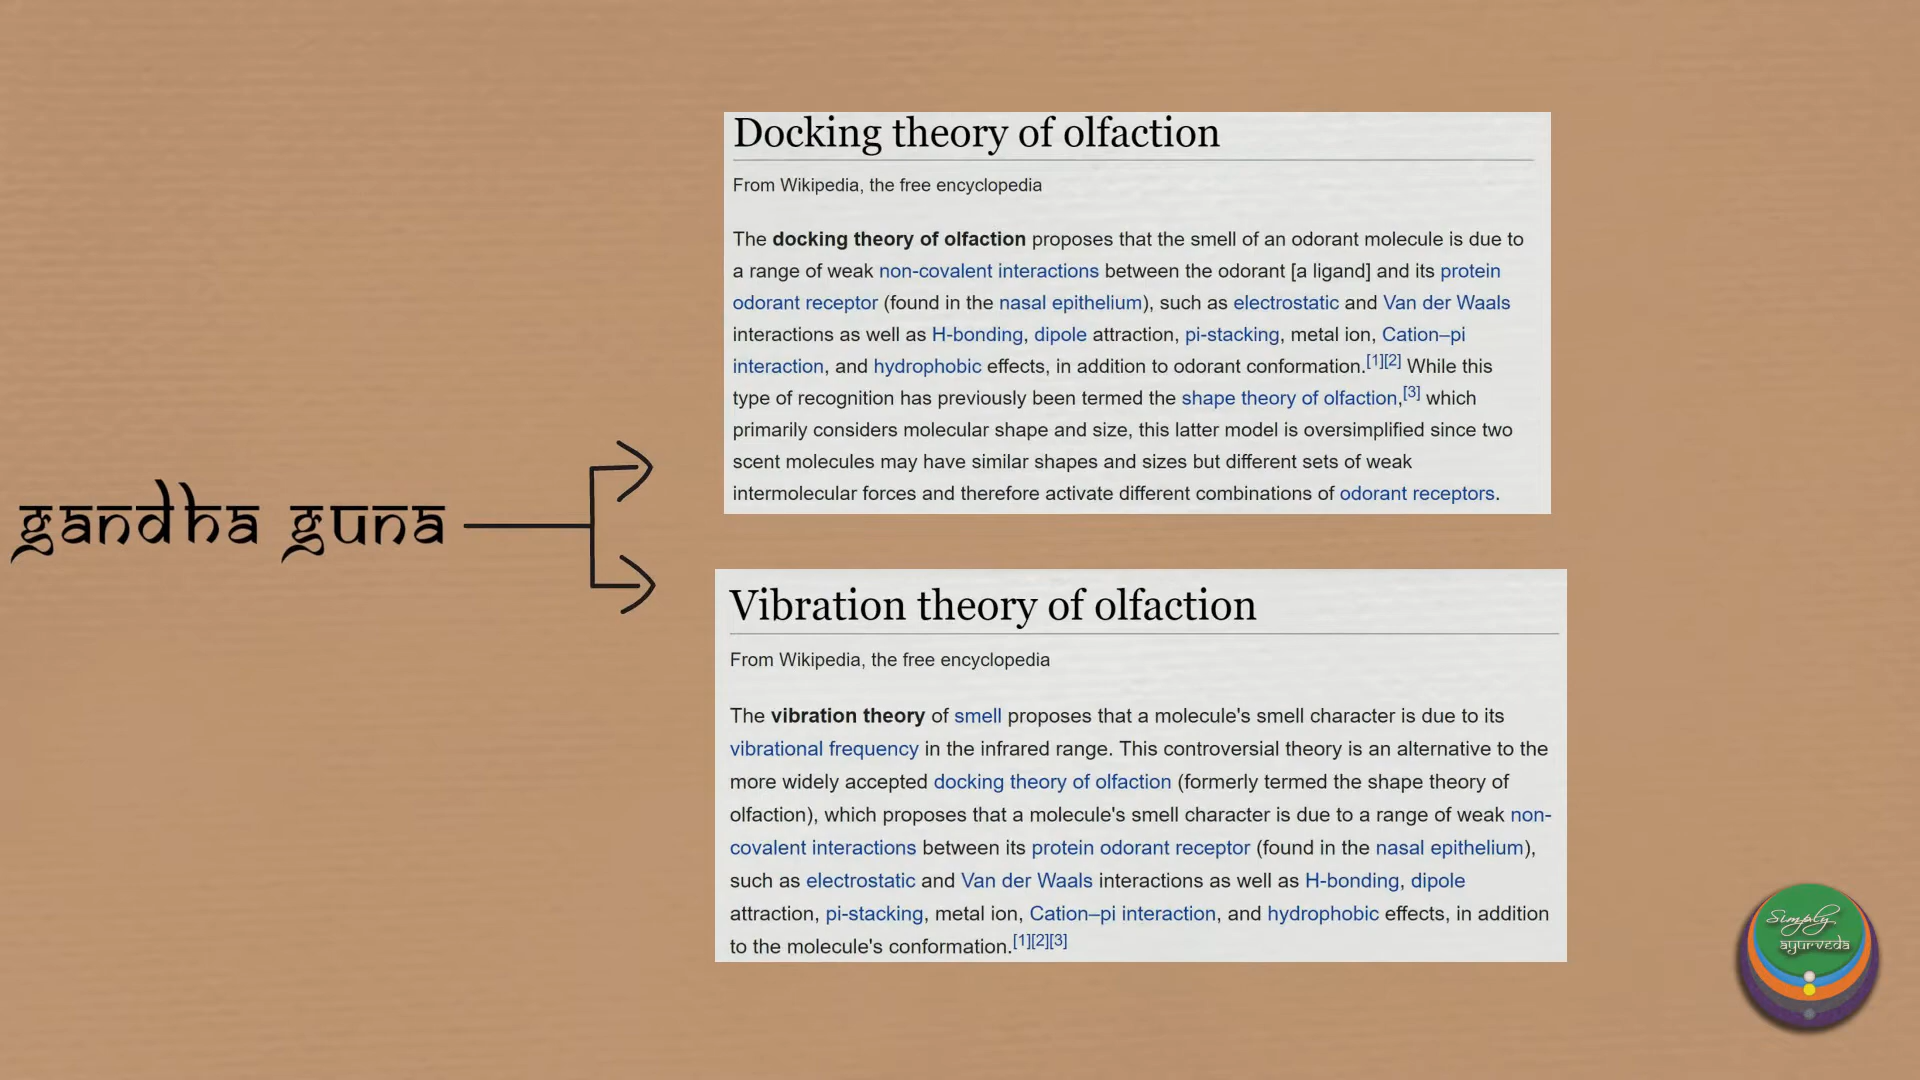 gandha guna
Docking theory of olfaction
From Wikipedia, the free encyclopedia
The docking theory of olfaction proposes that the smell of an odorant molecule is due to
a range of weak non-covalent interactions between the odorant [a ligand] and its protein
odorant receptor (found in the nasal epithelium), such as electrostatic and Van der Waals
interactions as well as H-bonding, dipole attraction, pi-stacking, metal ion, Cation–pi
interaction, and hydrophobic effects, in addition to odorant conformation.[1][2] While this
type of recognition has previously been termed the shape theory of olfaction,[3] which
primarily considers molecular shape and size, this latter model is oversimplified since two
scent molecules may have similar shapes and sizes but different sets of weak
intermolecular forces and therefore activate different combinations of odorant receptors.
Vibration theory of olfaction
From Wikipedia, the free encyclopedia
The vibration theory of smell proposes that a molecule's smell character is due to its
vibrational frequency in the infrared range. This controversial theory is an alternative to the
more widely accepted docking theory of olfaction (formerly termed the shape theory of
olfaction), which proposes that a molecule's smell character is due to a range of weak non-
covalent interactions between its protein odorant receptor (found in the nasal epithelium),
such as electrostatic and Van der Waals interactions as well as H-bonding, dipole
attraction, pi-stacking, metal ion, Cation–pi interaction, and hydrophobic effects, in addition
to the molecule's conformation.[1][2][3]
Simply
ayurveda